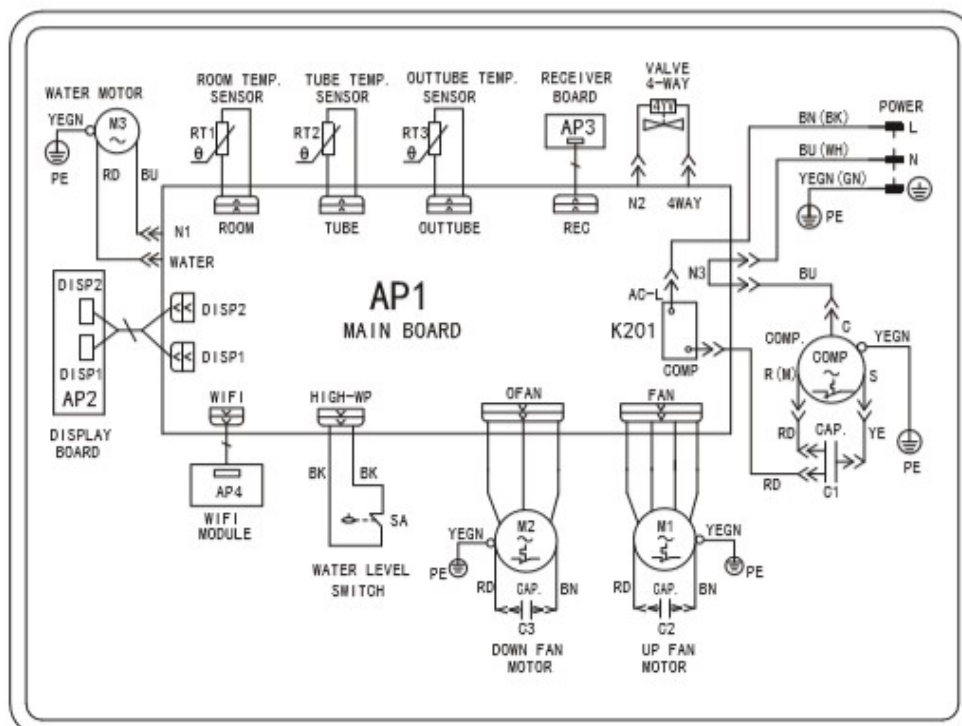 ROOM TEMP.
SENSOR
TUBE TEMP.
SENSOR
OUTTUBE TEMP.
SENSOR
RECEIVER
BOARD
VALVE
4-WAY
WATER MOTOR
YEGN
M3
PE
RD
BU
RT1
θ
RT2
θ
RT3
θ
AP3
4YV
BN(BK)
POWER
L
BU(WH)
N
YEGN(GN)
PE
ROOM
TUBE
OUTTUBE
REC
N2
4WAY
N1
WATER
N3
BU
AP1
MAIN BOARD
AC-L
K201
COMP
DISP2
DISP1
AP2
DISPLAY
BOARD
DISP2
DISP1
COMP.
C
COMP
YEGN
R(M)
S
RD
CAP.
YE
C1
RD
PE
WIFI
HIGH-WP
OFAN
FAN
AP4
WIFI
MODULE
BK
BK
SA
WATER LEVEL
SWITCH
M2
YEGN
PE
RD
CAP.
BN
C3
DOWN FAN
MOTOR
M1
YEGN
PE
RD
CAP.
BN
C2
UP FAN
MOTOR